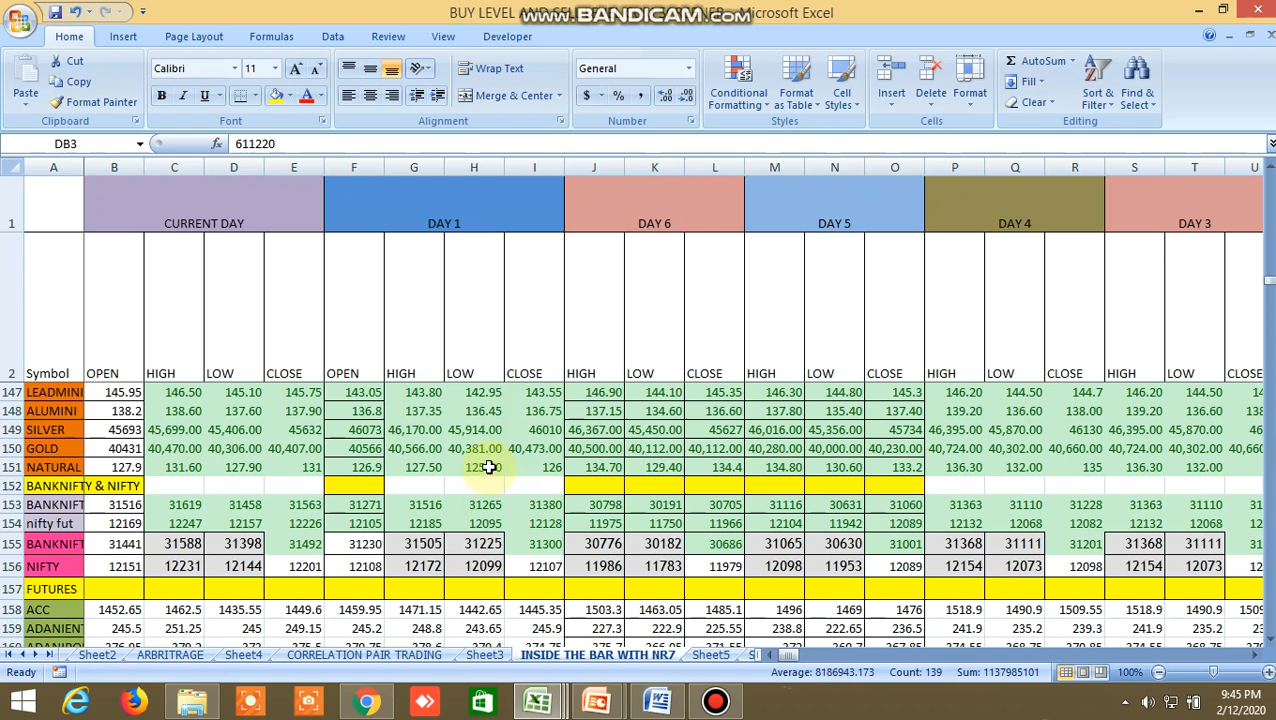 BUY LEVEL AND SEL - Microsoft Excel
www.BANDICAM.com
Home Insert Page Layout Formulas Data Review View Developer
Paste Cut Copy Format Painter Clipboard
Calibri 11 B I U A A Font
Wrap Text Merge & Center Alignment
General $ % , Number
Conditional Formatting Format as Table Cell Styles Styles
Insert Delete Format Cells
Σ AutoSum Fill Clear Sort & Filter Find & Select Editing
DB3 fx 611220
A B C D E F G H I J K L M N O P Q R S T U
1 CURRENT DAY DAY 1 DAY 6 DAY 5 DAY 4 DAY 3
2 Symbol OPEN HIGH LOW CLOSE OPEN HIGH LOW CLOSE HIGH LOW CLOSE HIGH LOW CLOSE HIGH LOW CLOSE HIGH LOW CLOSE
147 LEADMINI 145.95 146.50 145.10 145.75 143.05 143.80 142.95 143.55 146.90 144.10 145.35 146.30 144.80 145.3 146.20 144.50 144.7 146.20 144.50
148 ALUMINI 138.2 138.60 137.60 137.90 136.8 137.35 136.45 136.75 137.15 134.60 136.60 137.80 135.40 137.40 139.20 136.00 138.00 139.20 136.00 138
149 SILVER 45693 45,699.00 45,406.00 45632 46073 46,170.00 45,914.00 46010 46,367.00 45,450.00 45627 46,016.00 45,356.00 45734 46,395.00 45,870.00 46130 46,395.00 45,870.00
150 GOLD 40431 40,470.00 40,407.00 40407.00 40566 40,566.00 40,381.00 40,473.00 40,500.00 40,112.00 40,112.00 40,280.00 40,000.00 40,230.00 40,724.00 40,302.00 40,660.00 40,724.00 40,302.00
151 NATURAL 127.9 131.60 127.90 131 126.9 127.50 126 134.70 129.40 134.4 134.80 130.60 133.2 136.30 132.00 135.2 136.30 132.00
152 BANKNIFTY & NIFTY
153 BANKNIFT 31516 31619 31458 31563 31271 31516 31265 31380 30798 30191 30705 31116 30631 31060 31363 31110 31228 31363 31110
154 nifty fut 12169 12247 12157 12226 12105 12185 12095 12128 11975 11750 11966 12104 11942 12089 12132 12068 12082 12132 12068
155 BANKNIFT 31441 31588 31398 31492 31230 31505 31225 31300 30776 30182 30686 31065 30630 31001 31368 31111 31201 31368 31111
156 NIFTY 12151 12231 12144 12201 12108 12172 12099 12107 11986 11783 11979 12098 11953 12089 12154 12073 12098 12154 12073
157 FUTURES
158 ACC 1452.65 1462.5 1435.55 1449.6 1459.95 1471.15 1442.65 1445.35 1503.3 1463.05 1485.1 1496 1469 1476 1518.9 1490.9 1509.55 1518.9 1490.9 1509
159 ADANIENT 245.5 251.25 245 249.15 245.2 248.8 243.65 245.9 227.3 222.9 225.55 238.8 222.65 236.5 241.9 235.2 239.3 241.9 235.2
Sheet2 ARBITRAGE Sheet4 CORRELATION PAIR TRADING Sheet3 INSIDE THE BAR WITH NR7 Sheet5 S
Ready Average: 8186943.173 Count: 139 Sum: 1137985101 100%
9:45 PM
2/12/2020